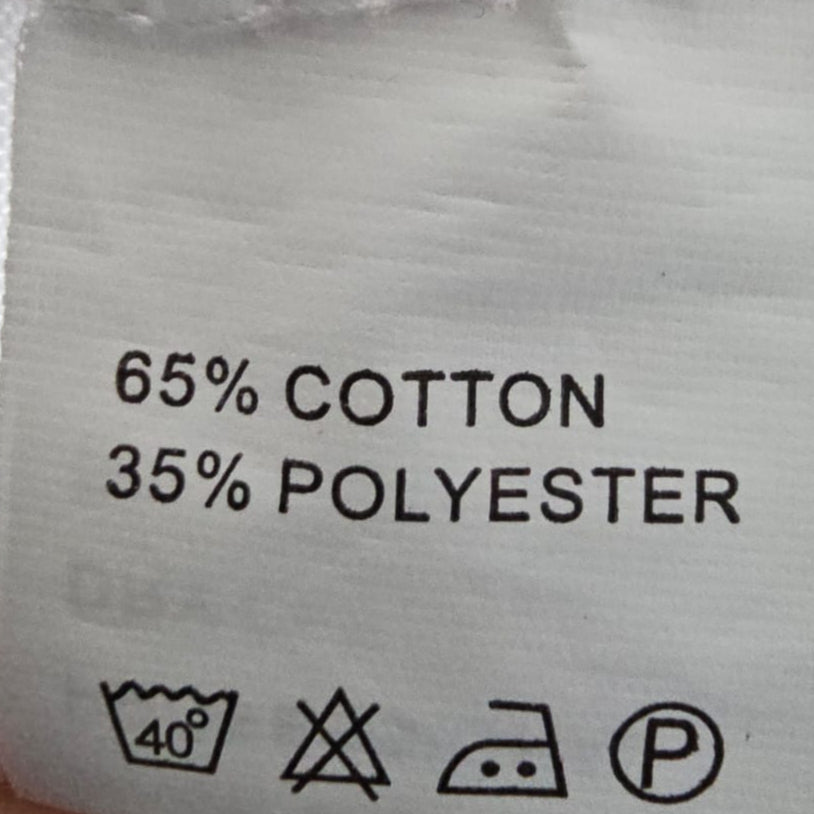 65% COTTON
35% POLYESTER
40° P